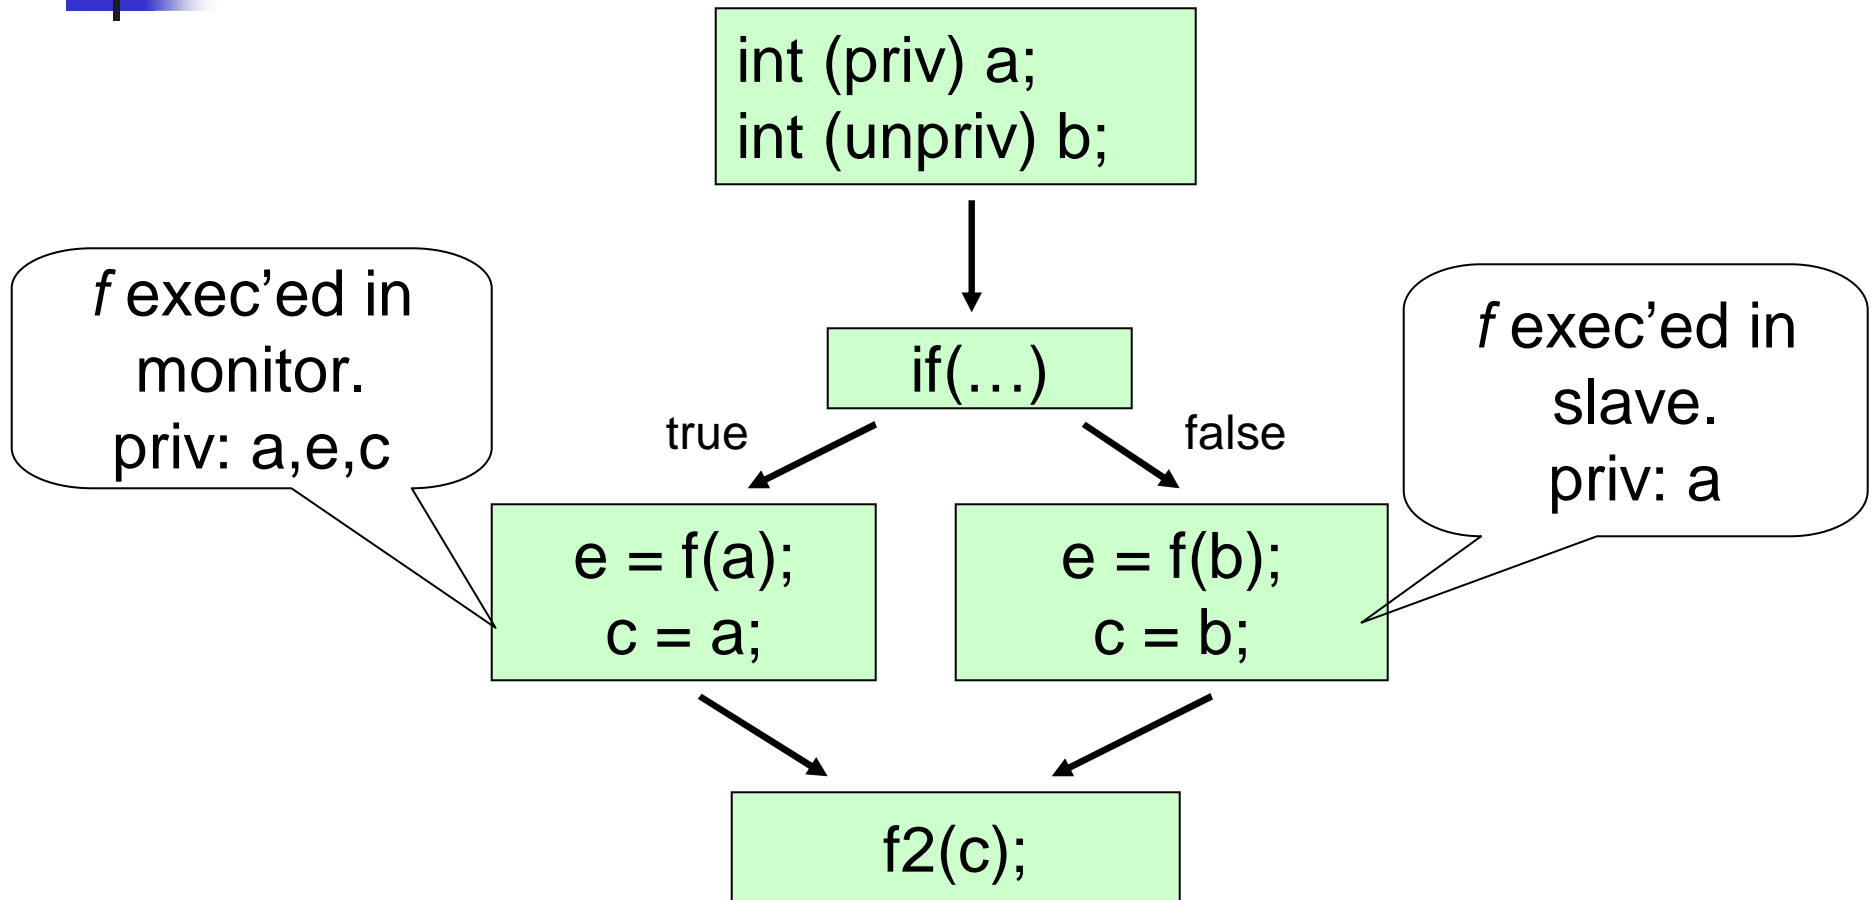 int (priv) a;
int (unpriv) b;
f exec’ed in
monitor.
priv: a,e,c
if(…)
f exec’ed in
slave.
priv: a
true
false
e = f(a);
c = a;
e = f(b);
c = b;
f2(c);